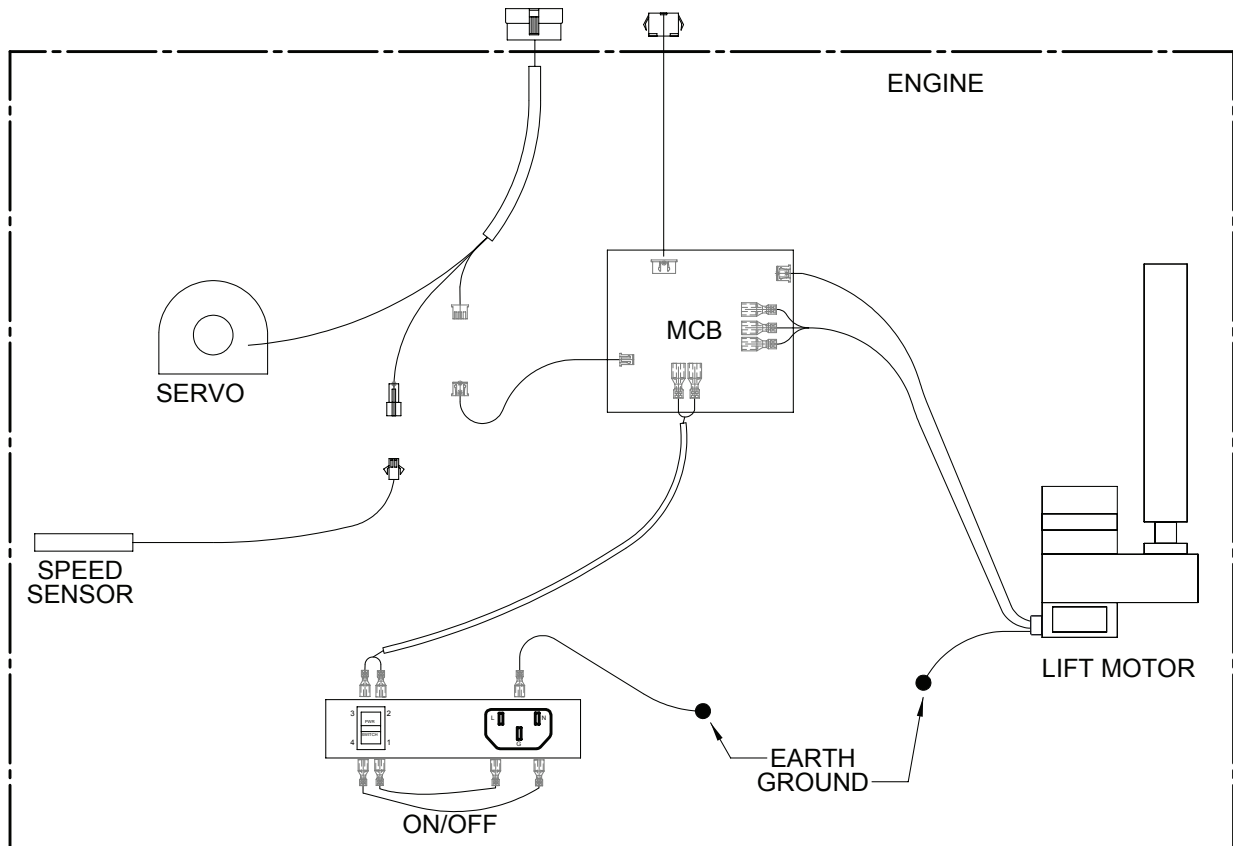 ENGINE
MCB
SERVO
SPEED
SENSOR
LIFT MOTOR
3
2
PWR
SWITCH
4
1
L
N
G
EARTH
GROUND
ON/OFF